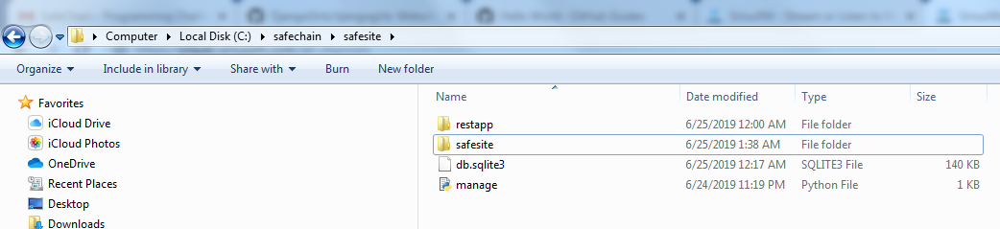 Computer Local Disk (C:) safechain safesite
Organize Include in library Share with Burn New folder
Name Date modified Type Size
Favorites
iCloud Drive
iCloud Photos
OneDrive
Recent Places
Desktop
Downloads
restapp 6/25/2019 12:00 AM File folder
safesite 6/25/2019 1:38 AM File folder
db.sqlite3 6/25/2019 12:17 AM SQLITE3 File 140 KB
manage 6/24/2019 11:19 PM Python File 1 KB